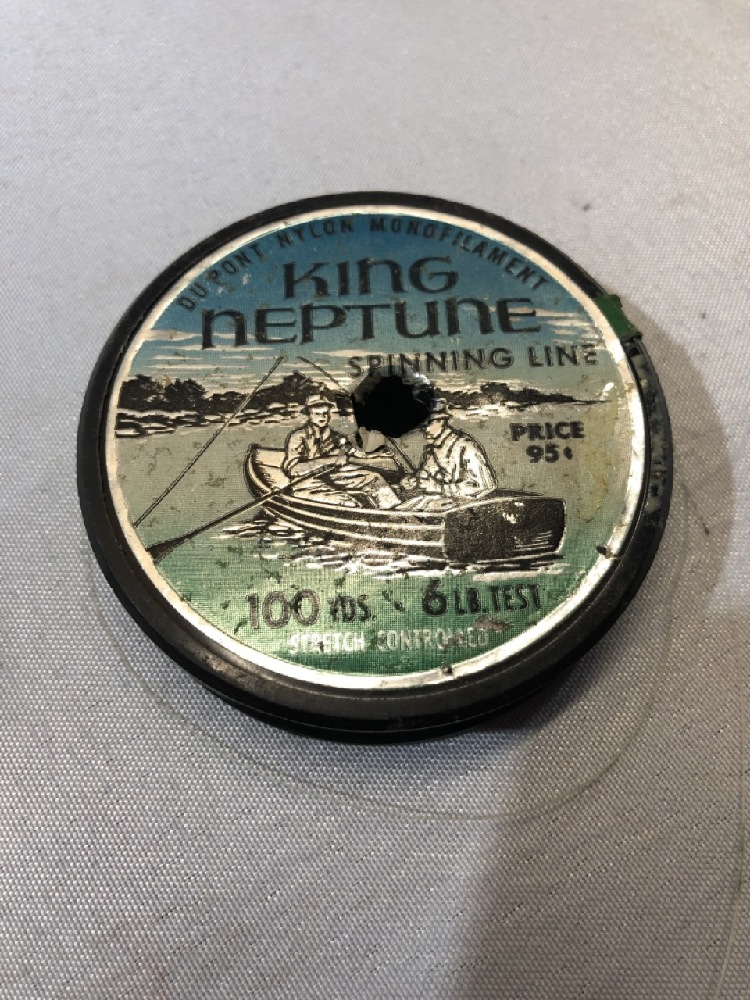 DU PONT NYLON MONOFILAMENT
KING
NEPTUNE
SPINNING LINE
PRICE
95¢
100 YDS. 6 LB. TEST
STRETCH CONTROLLED